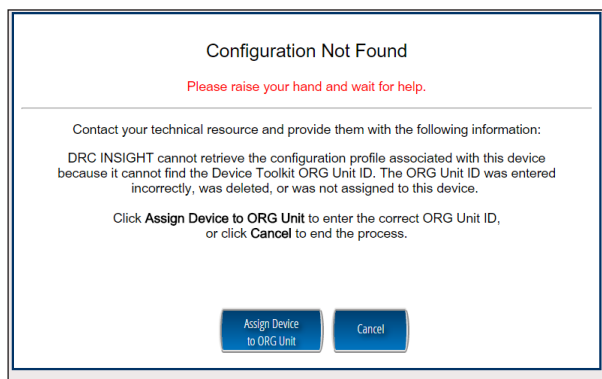 Configuration Not Found
Please raise your hand and wait for help.
Contact your technical resource and provide them with the following information:
DRC INSIGHT cannot retrieve the configuration profile associated with this device
because it cannot find the Device Toolkit ORG Unit ID. The ORG Unit ID was entered
incorrectly, was deleted, or was not assigned to this device.
Click Assign Device to ORG Unit to enter the correct ORG Unit ID,
or click Cancel to end the process.
Assign Device
to ORG Unit
Cancel